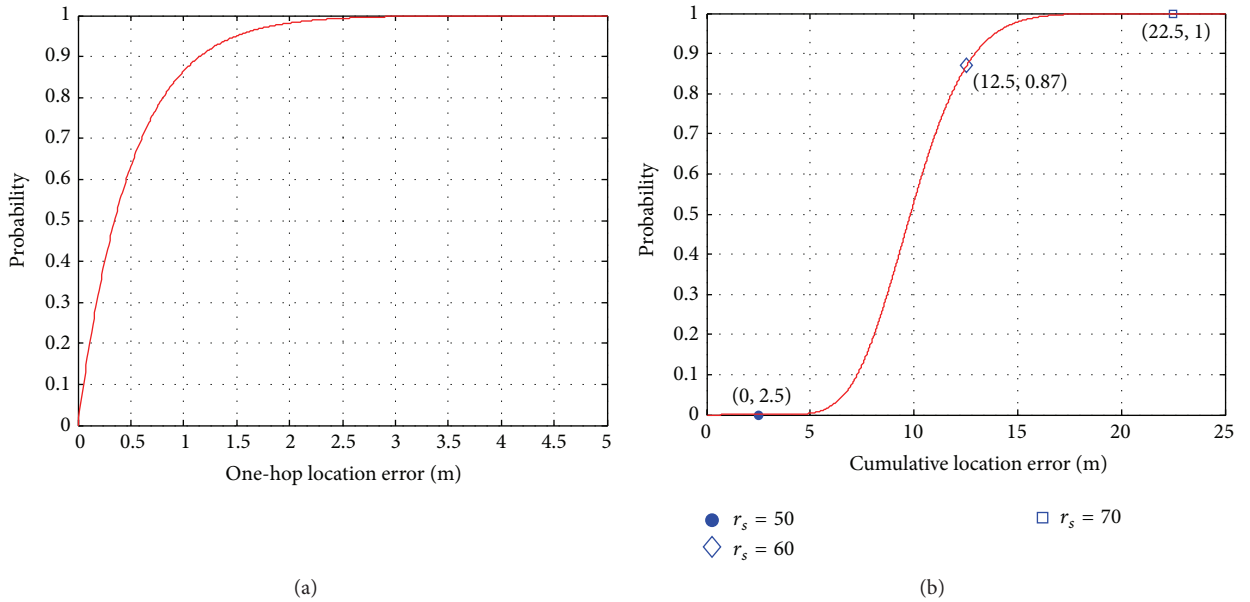 1
0.9
0.8
0.7
0.6
0.5
0.4
0.3
0.2
0.1
0
Probability
0 0.5 1 1.5 2 2.5 3 3.5 4 4.5 5
One-hop location error (m)
(a)
1
0.9
0.8
0.7
0.6
0.5
0.4
0.3
0.2
0.1
0
Probability
(22.5, 1)
(12.5, 0.87)
(0, 2.5)
0 5 10 15 20 25
Cumulative location error (m)
r_s = 50
r_s = 60
r_s = 70
(b)